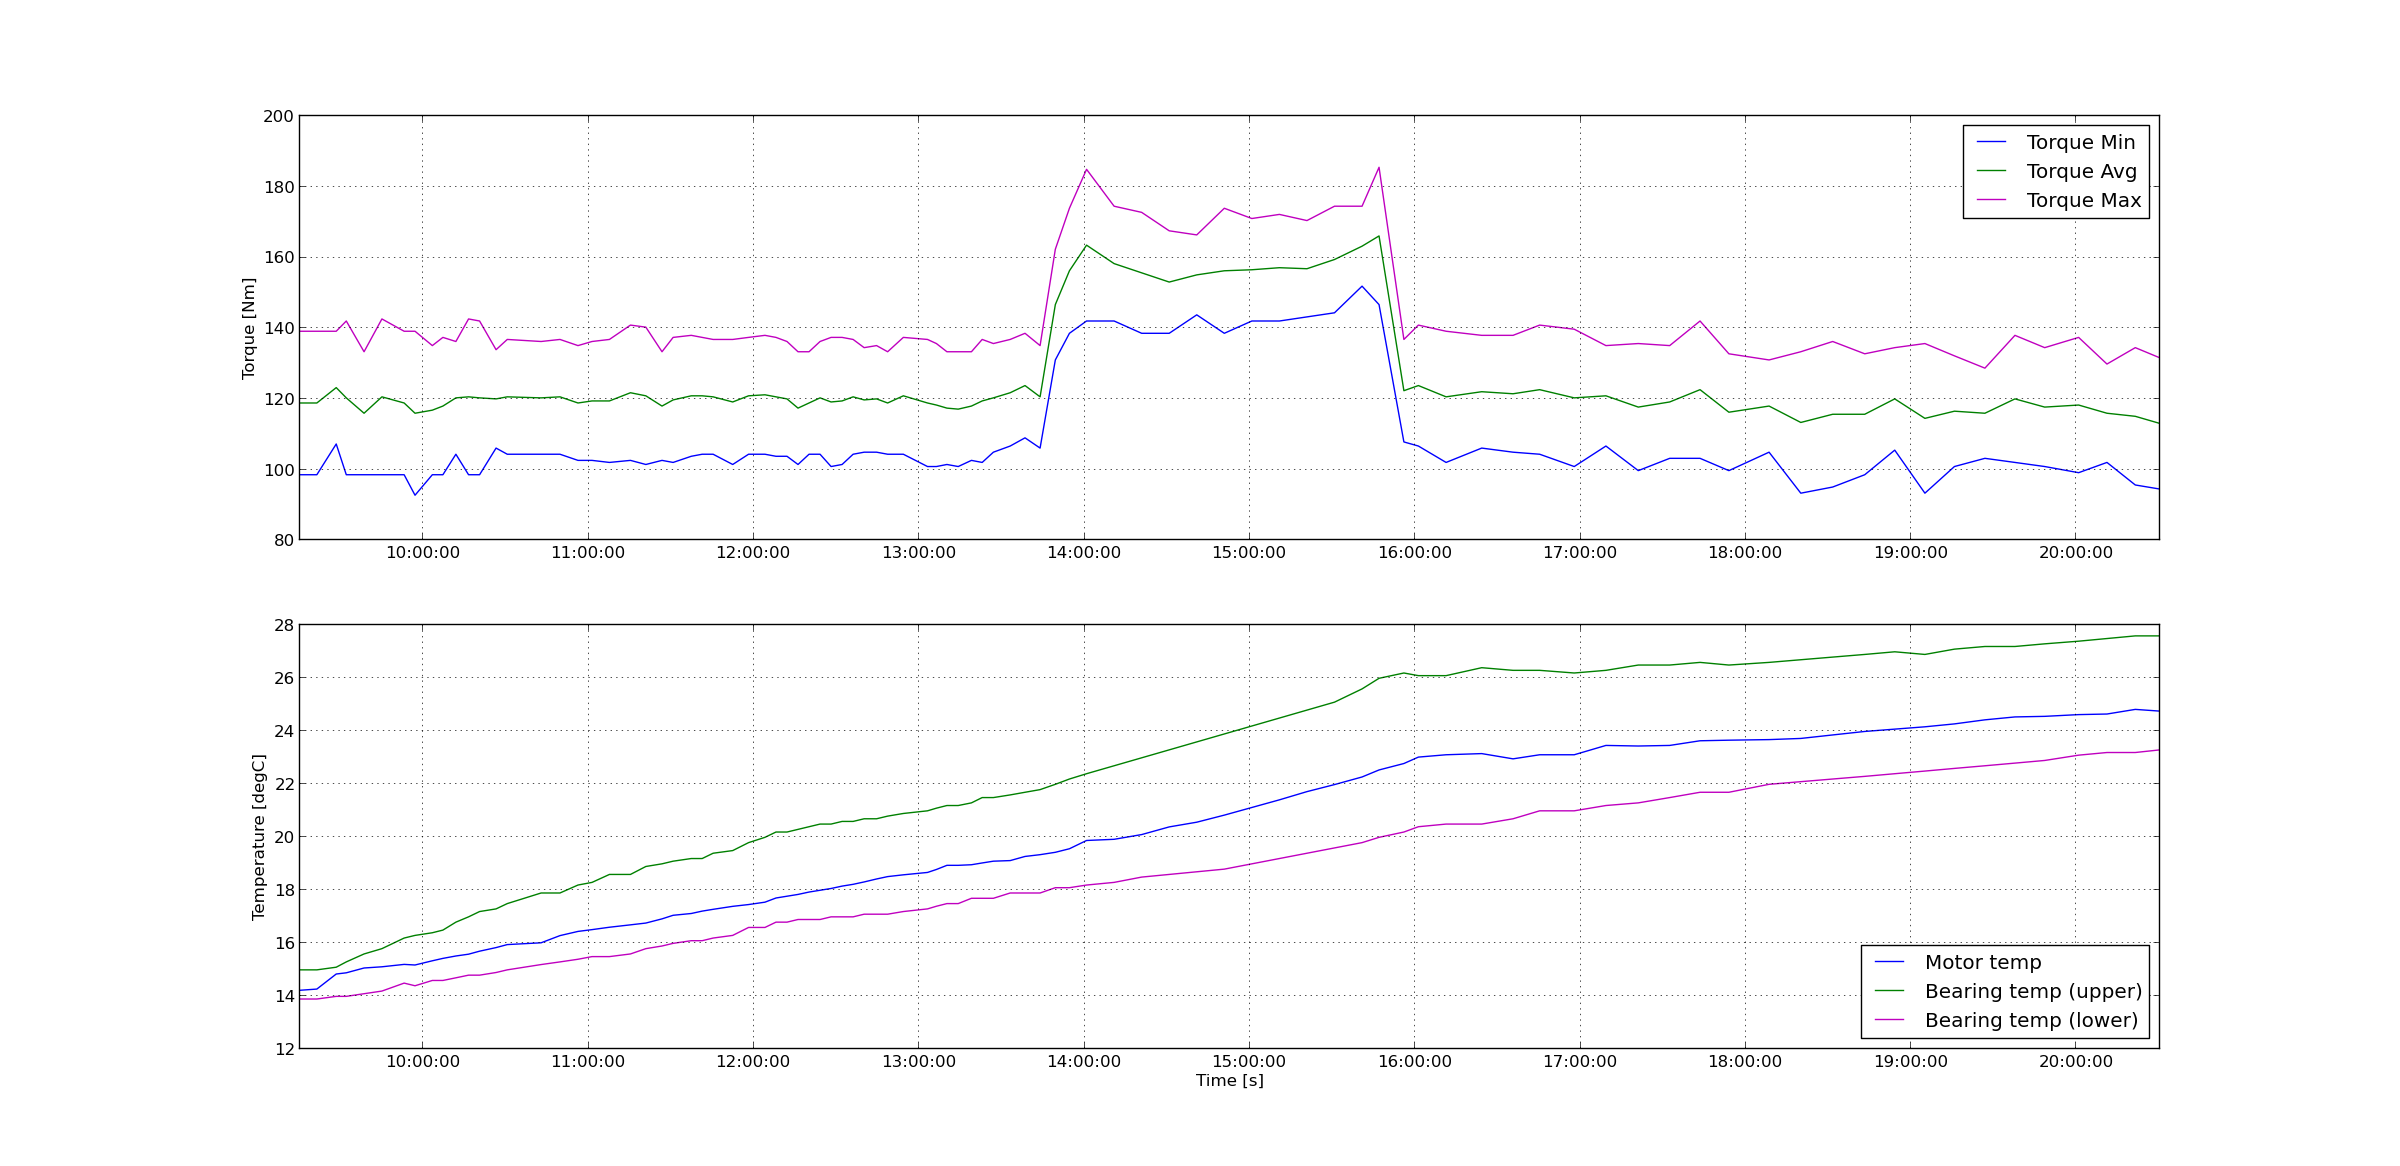 200
180
160
140
120
100
80
Torque [Nm]
Torque Min
Torque Avg
Torque Max
10:00:00 11:00:00 12:00:00 13:00:00 14:00:00 15:00:00 16:00:00 17:00:00 18:00:00 19:00:00 20:00:00
28
26
24
22
20
18
16
14
12
Temperature [degC]
Motor temp
Bearing temp (upper)
Bearing temp (lower)
10:00:00 11:00:00 12:00:00 13:00:00 14:00:00 15:00:00 16:00:00 17:00:00 18:00:00 19:00:00 20:00:00
Time [s]